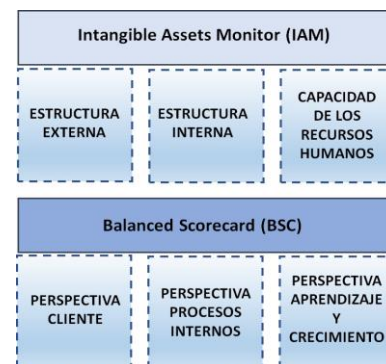 Intangible Assets Monitor (IAM)
ESTRUCTURA
EXTERNA
ESTRUCTURA
INTERNA
CAPACIDAD
DE LOS
RECURSOS
HUMANOS
Balanced Scorecard (BSC)
PERSPECTIVA
CLIENTE
PERSPECTIVA
PROCESOS
INTERNOS
PERSPECTIVA
APRENDIZAJE
Y
CRECIMIENTO